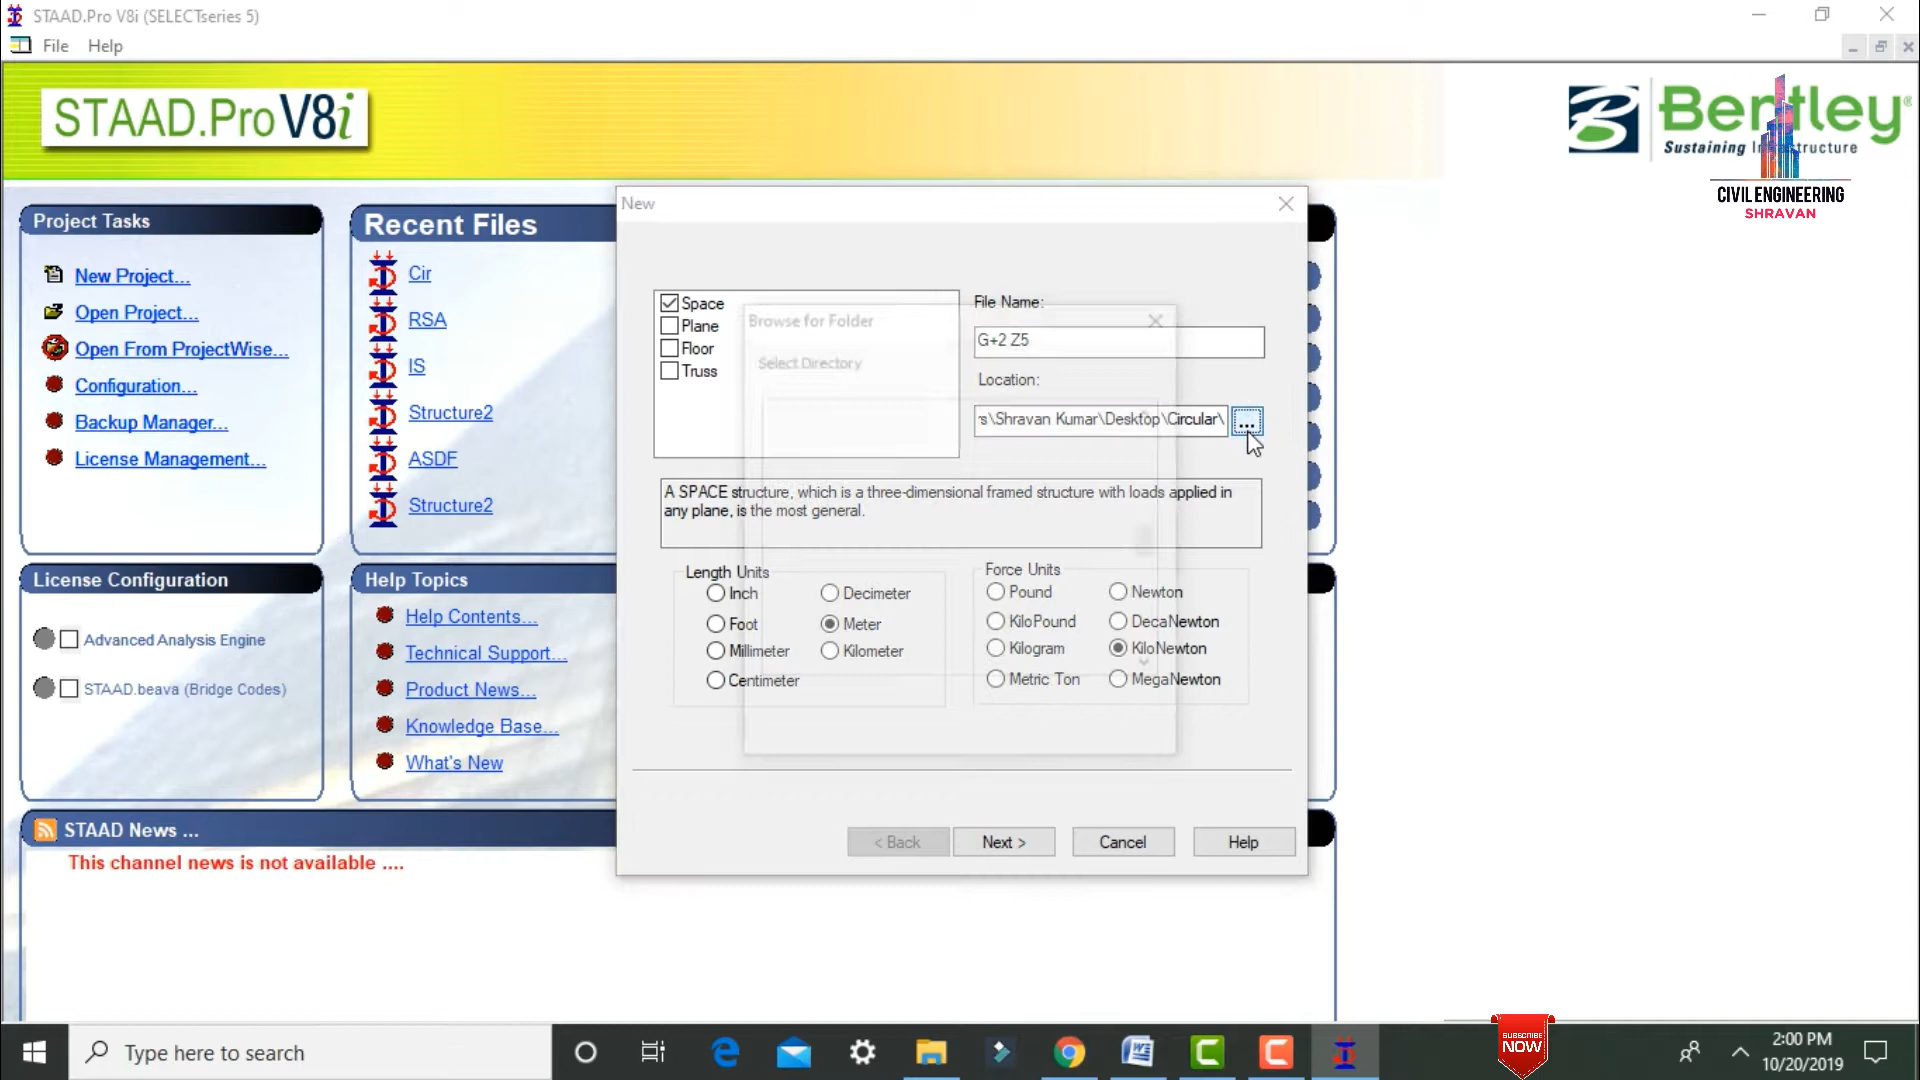 STAAD.Pro V8i (SELECTseries 5)
File Help
STAAD.Pro V8i
Bentley®
Sustaining Infrastructure
CIVIL ENGINEERING
SHRAVAN
Project Tasks
New Project...
Open Project...
Open From ProjectWise...
Configuration...
Backup Manager...
License Management...
Recent Files
Cir
RSA
IS
Structure2
ASDF
Structure2
New
Space
Plane
Floor
Truss
File Name:
G+2 Z5
Location:
rs\Shravan Kumar\Desktop\Circular\
...
Browse for Folder
Select Directory
A SPACE structure, which is a three-dimensional framed structure with loads applied in
any plane, is the most general.
Length Units
Inch
Foot
Millimeter
Centimeter
Decimeter
Meter
Kilometer
Force Units
Pound
KiloPound
Kilogram
Metric Ton
Newton
DecaNewton
KiloNewton
MegaNewton
< Back
Next >
Cancel
Help
License Configuration
Advanced Analysis Engine
STAAD.beava (Bridge Codes)
Help Topics
Help Contents...
Technical Support...
Product News...
Knowledge Base...
What's New
STAAD News ...
This channel news is not available ....
Type here to search
SUBSCRIBE
NOW
2:00 PM
10/20/2019